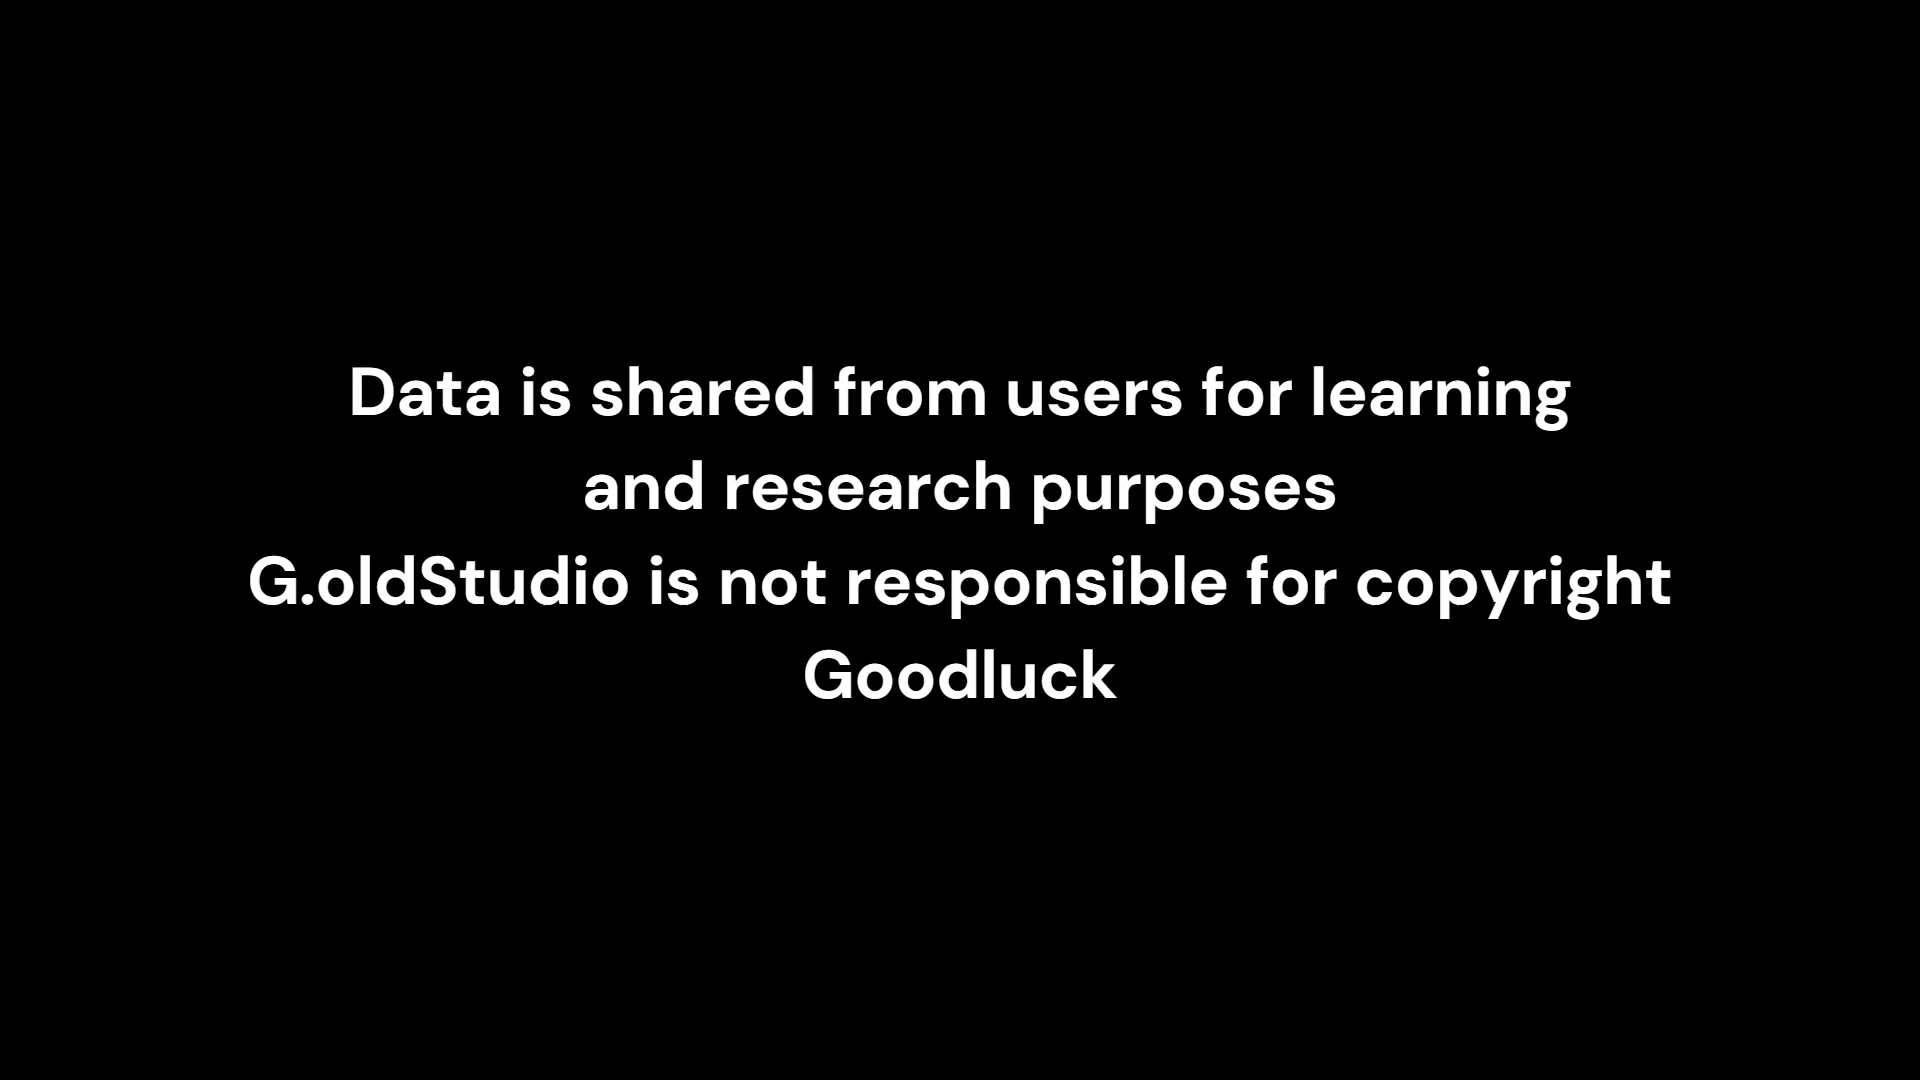 Data is shared from users for learning
and research purposes
G.oldStudio is not responsible for copyright
Goodluck